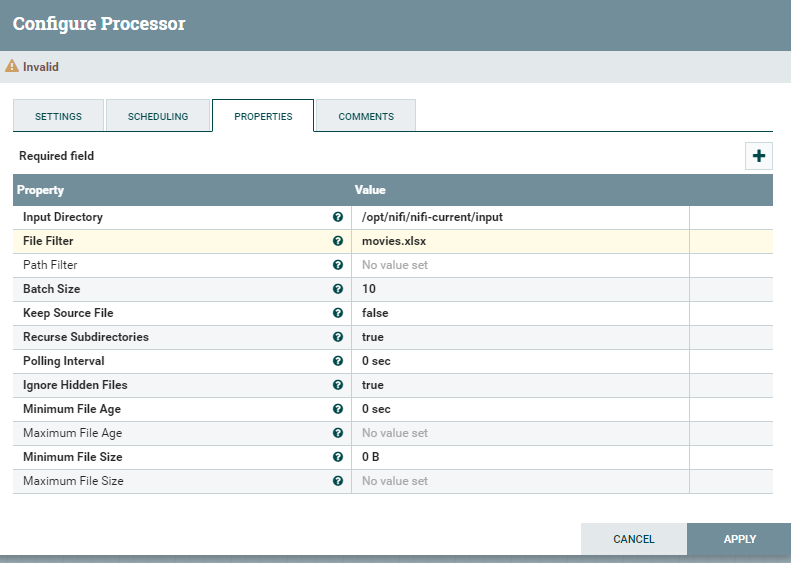 Configure Processor
Invalid
SETTINGS SCHEDULING PROPERTIES COMMENTS
Required field
Property Value
Input Directory /opt/nifi/nifi-current/input
File Filter movies.xlsx
Path Filter No value set
Batch Size 10
Keep Source File false
Recurse Subdirectories true
Polling Interval 0 sec
Ignore Hidden Files true
Minimum File Age 0 sec
Maximum File Age No value set
Minimum File Size 0 B
Maximum File Size No value set
CANCEL APPLY